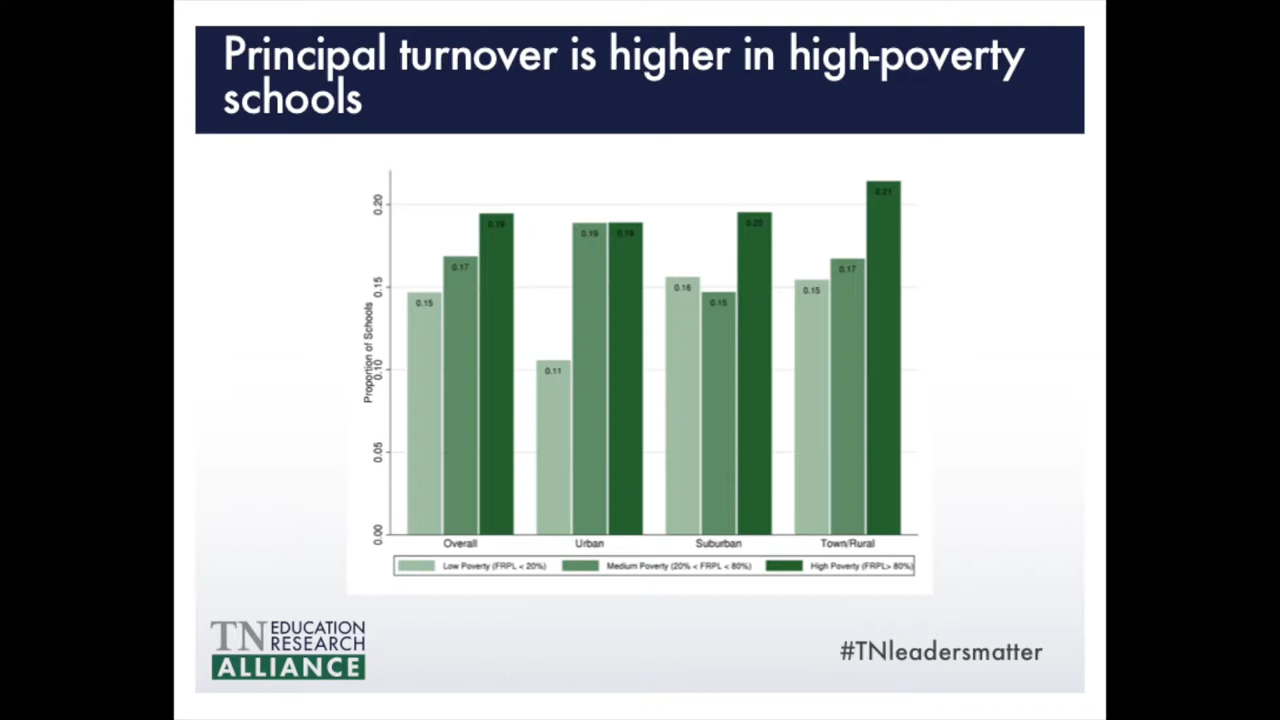 Principal turnover is higher in high-poverty
schools
Proportion of Schools
0.20
0.15
0.10
0.05
0.00
0.15
0.17
0.19
0.11
0.19
0.19
0.16
0.15
0.20
0.15
0.17
0.21
Overall
Urban
Suburban
Town/Rural
Low Poverty (FRPL < 20%)
Medium Poverty (20% < FRPL < 80%)
High Poverty (FRPL> 80%)
TN EDUCATION
RESEARCH
ALLIANCE
#TNleadersmatter